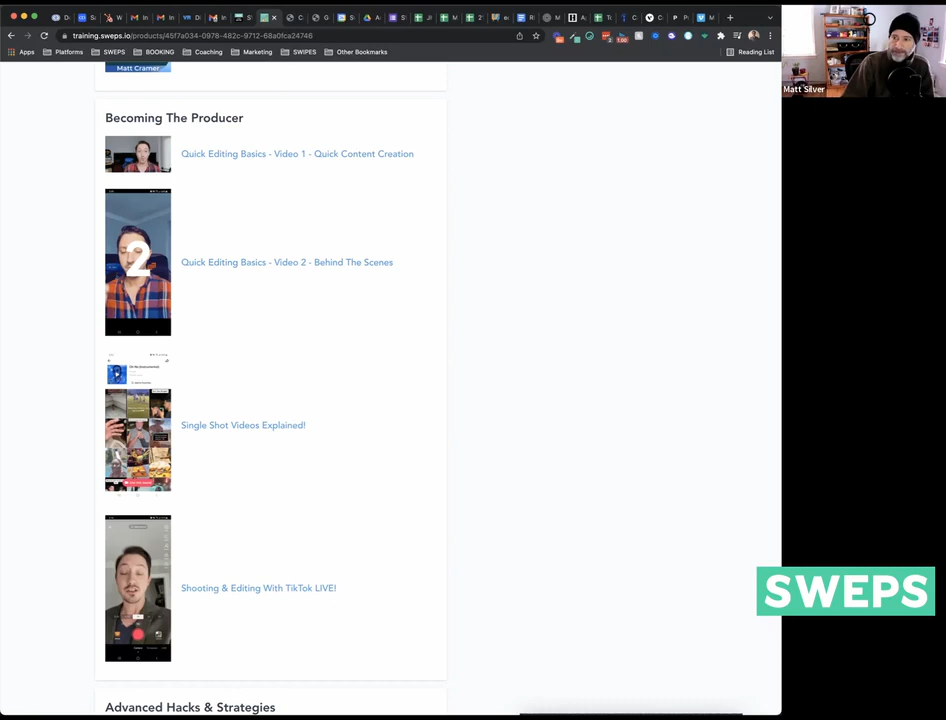 training.sweps.io/products/45f7a034-0978-482c-9712-68a0fca24746
Apps Platforms SWEPS BOOKING Coaching Marketing SWIPES Other Bookmarks Reading List
Matt Silver
Matt Cramer
Becoming The Producer
Quick Editing Basics - Video 1 - Quick Content Creation
2
Quick Editing Basics - Video 2 - Behind The Scenes
Single Shot Videos Explained!
Shooting & Editing With TikTok LIVE!
SWEPS
Advanced Hacks & Strategies